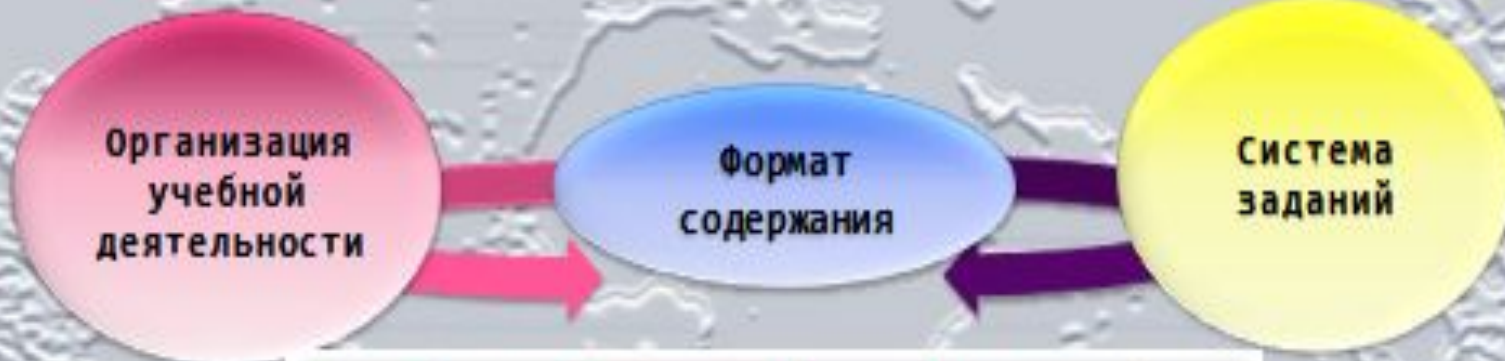 Организация
учебной
деятельности
Формат
содержания
Система
заданий